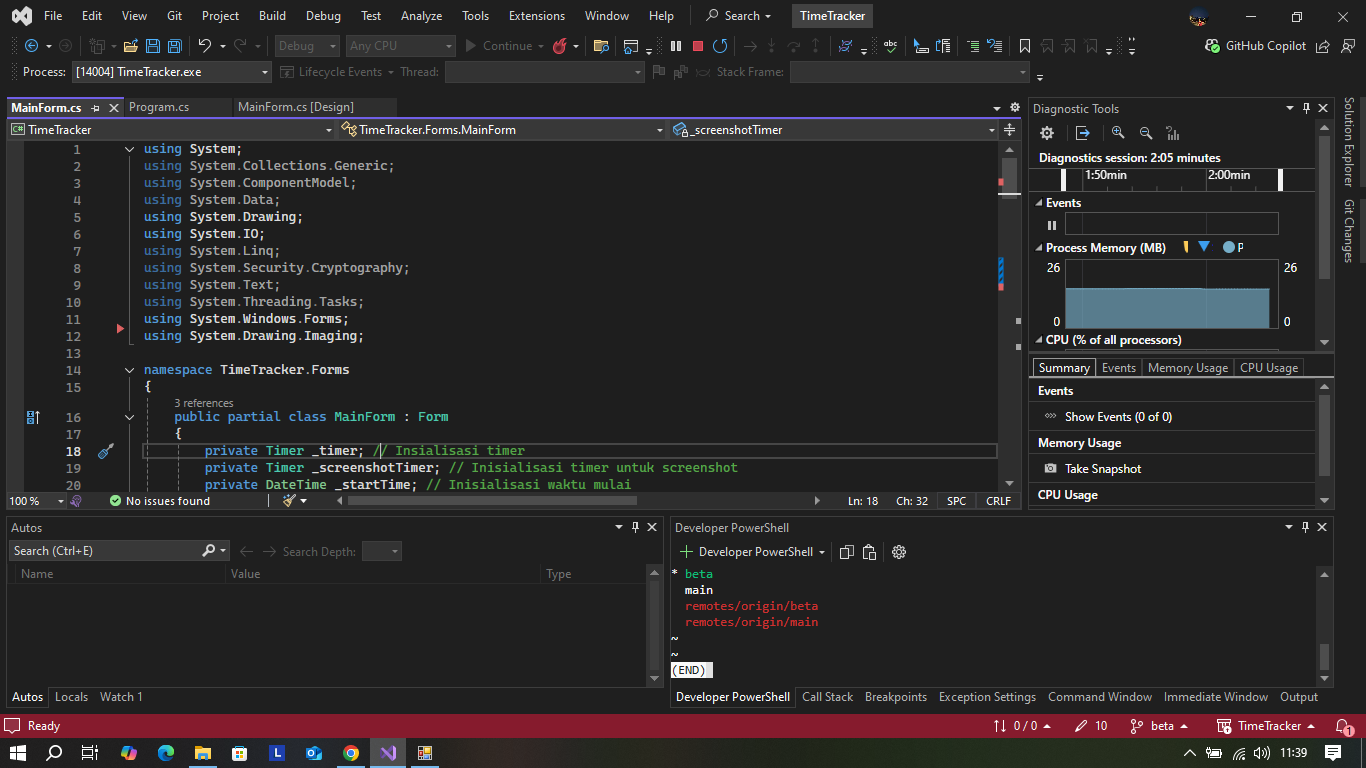 File Edit View Git Project Build Debug Test Analyze Tools Extensions Window Help Search TimeTracker
Debug Any CPU Continue GitHub Copilot
Process: [14004] TimeTracker.exe Lifecycle Events Thread: Stack Frame:
MainForm.cs Program.cs MainForm.cs [Design]
C# TimeTracker TimeTracker.Forms.MainForm _screenshotTimer
1 using System;
2 using System.Collections.Generic;
3 using System.ComponentModel;
4 using System.Data;
5 using System.Drawing;
6 using System.IO;
7 using System.Linq;
8 using System.Security.Cryptography;
9 using System.Text;
10 using System.Threading.Tasks;
11 using System.Windows.Forms;
12 using System.Drawing.Imaging;
13
14 namespace TimeTracker.Forms
15 {
3 references
16 public partial class MainForm : Form
17 {
18 private Timer _timer; // Insialisasi timer
19 private Timer _screenshotTimer; // Inisialisasi timer untuk screenshot
20 private DateTime _startTime; // Inisialisasi waktu mulai
100 % No issues found Ln: 18 Ch: 32 SPC CRLF
Diagnostic Tools
Diagnostics session: 2:05 minutes
1:50min 2:00min
Events
Process Memory (MB) P
26 26
0 0
CPU (% of all processors)
Summary Events Memory Usage CPU Usage
Events
Show Events (0 of 0)
Memory Usage
Take Snapshot
CPU Usage
Solution Explorer
Git Changes
Autos
Search (Ctrl+E) Search Depth:
Name Value Type
Autos Locals Watch 1
Developer PowerShell
Developer PowerShell
* beta
main
remotes/origin/beta
remotes/origin/main
~
~
(END)
Developer PowerShell Call Stack Breakpoints Exception Settings Command Window Immediate Window Output
Ready 0 / 0 10 beta TimeTracker 1
L 11:39